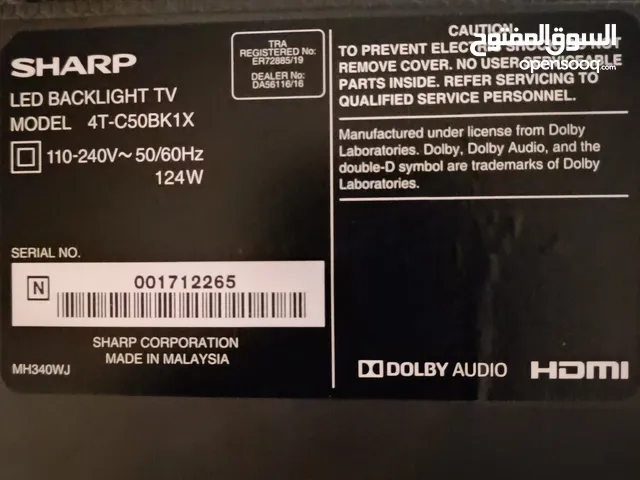 SHARP
LED BACKLIGHT TV
MODEL 4T-C50BK1X
110-240V~ 50/60Hz
124W
TRA
REGISTERED No:
ER72885/19
DEALER No:
DA56116/16
SERIAL NO.
N
001712265
SHARP CORPORATION
MADE IN MALAYSIA
MH340WJ
CAUTION
TO PREVENT NOT
REMOVE COVER. NO
PARTS INSIDE. REFER SERVICING TO
QUALIFIED SERVICE PERSONNEL.
Manufactured under license from Dolby
Laboratories. Dolby, Dolby Audio, and the
double-D symbol are trademarks of Dolby
Laboratories.
DOLBY AUDIO
HDMI
السوق المفتوح
opensooq.com